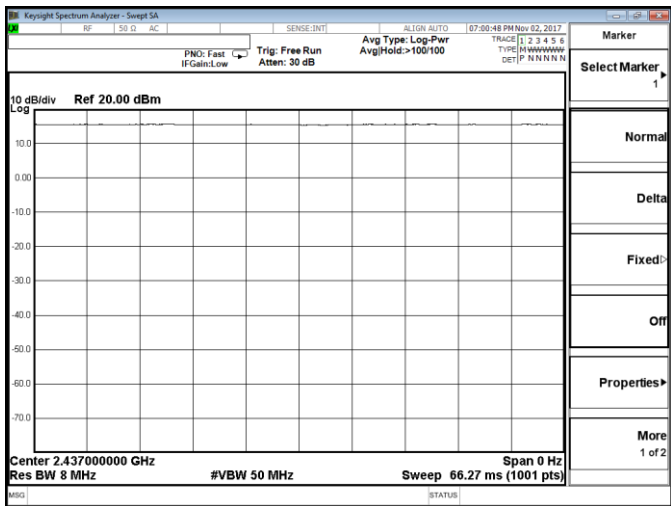 Keysight Spectrum Analyzer - Swept SA
RF 50 Ω AC SENSE:INT ALIGN AUTO 07:00:48 PM Nov 02, 2017
PNO: Fast Trig: Free Run Avg Type: Log-Pwr TRACE 1 2 3 4 5 6
IFGain:Low Atten: 30 dB Avg|Hold:>100/100 TYPE M WWWWW
DET P N N N N N
10 dB/div Ref 20.00 dBm
Log
10.0
0.00
-10.0
-20.0
-30.0
-40.0
-50.0
-60.0
-70.0
Center 2.437000000 GHz Span 0 Hz
Res BW 8 MHz #VBW 50 MHz Sweep 66.27 ms (1001 pts)
MSG STATUS
Marker
Select Marker
1
Normal
Delta
Fixed
Off
Properties
More
1 of 2